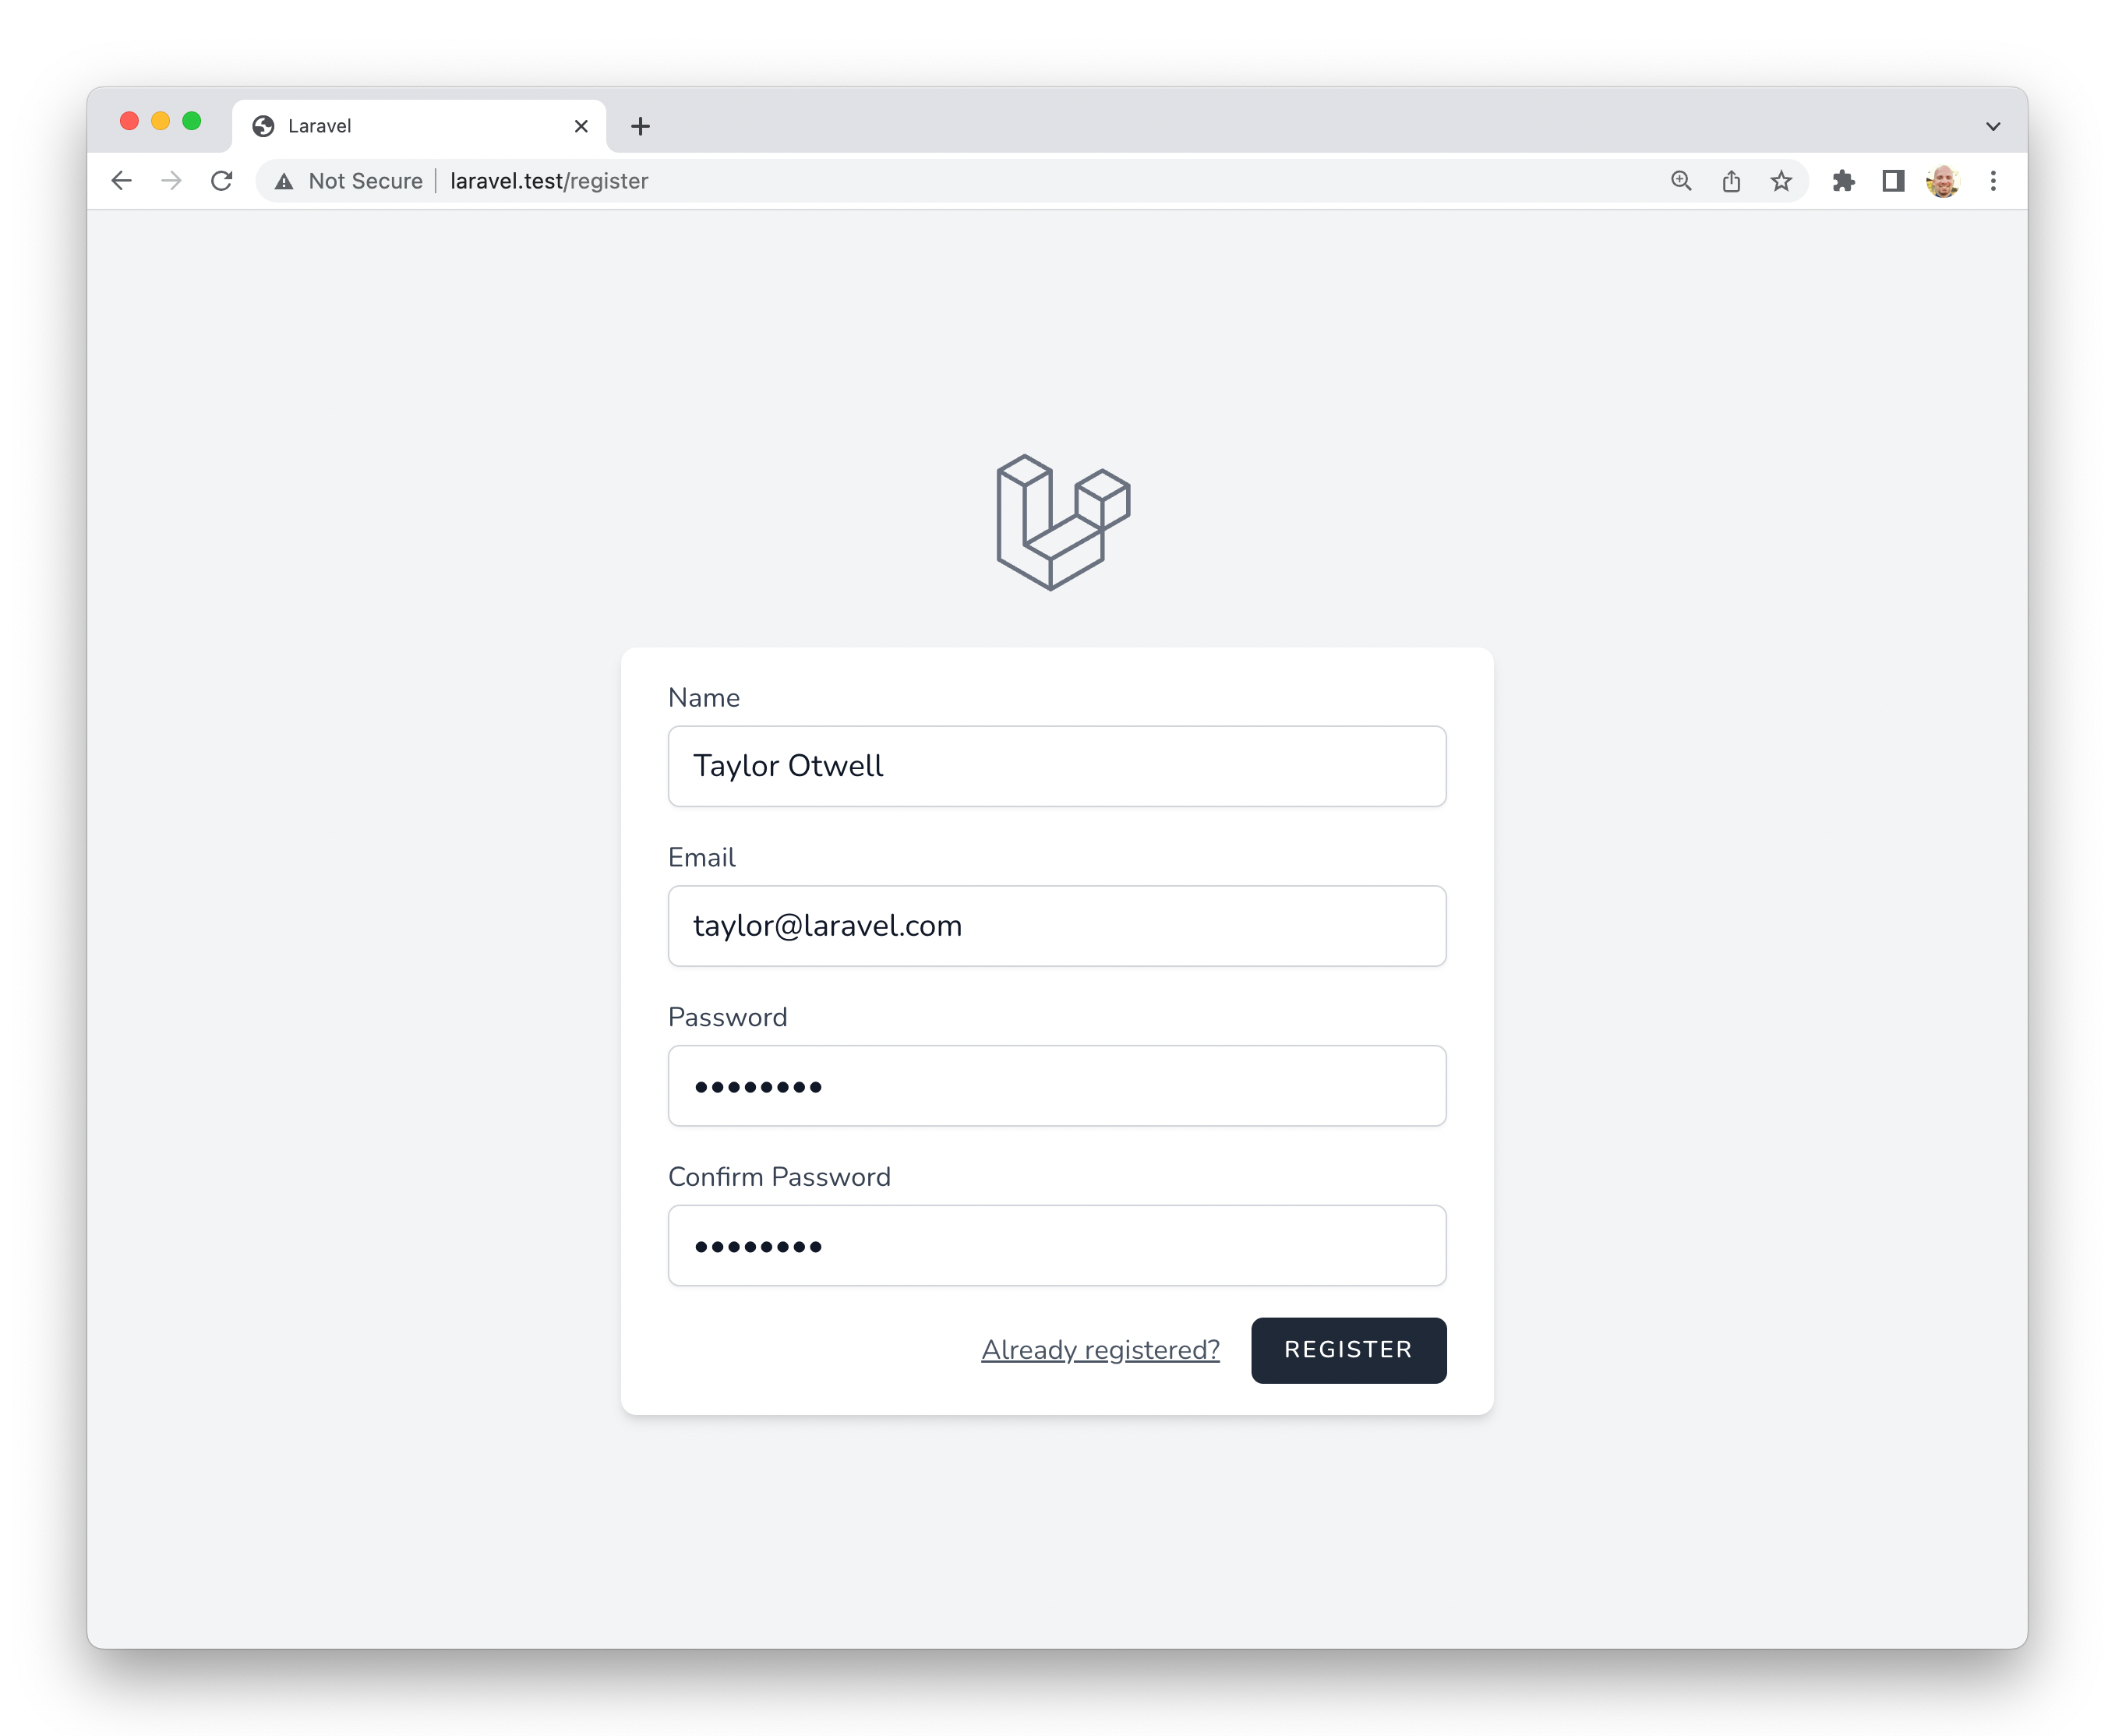 Laravel
Not Secure | laravel.test/register
Name
Taylor Otwell
Email
taylor@laravel.com
Password
••••••••
Confirm Password
••••••••
Already registered? REGISTER